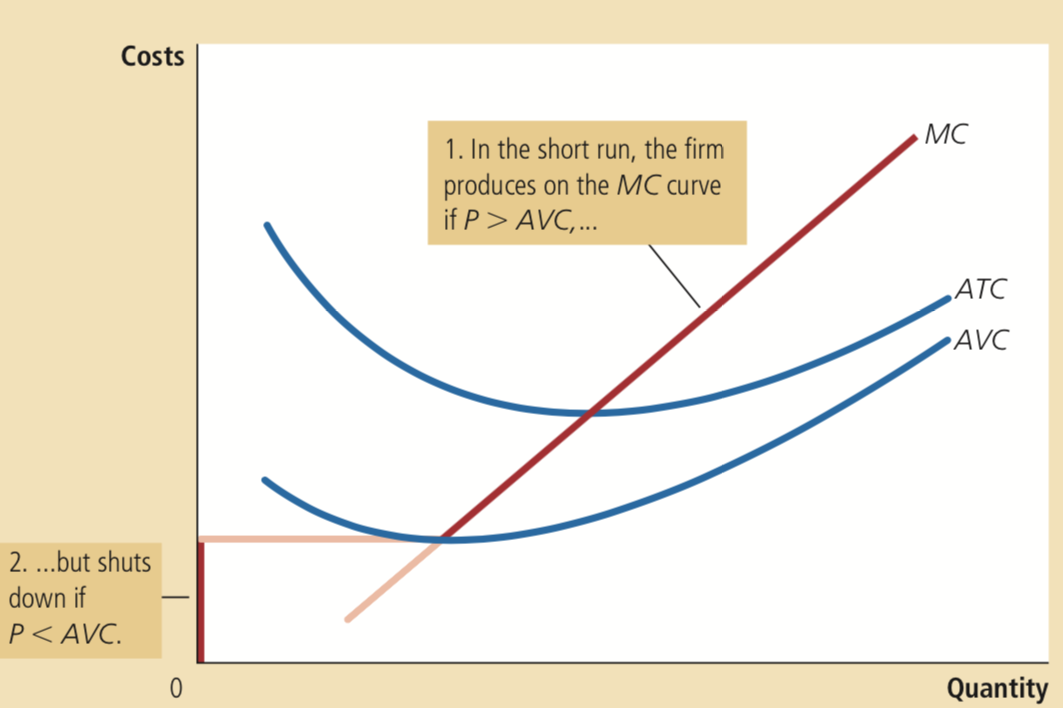 Costs
MC
1. In the short run, the firm
produces on the MC curve
if P > AVC,...
ATC
AVC
2. ...but shuts
down if
P < AVC.
0
Quantity